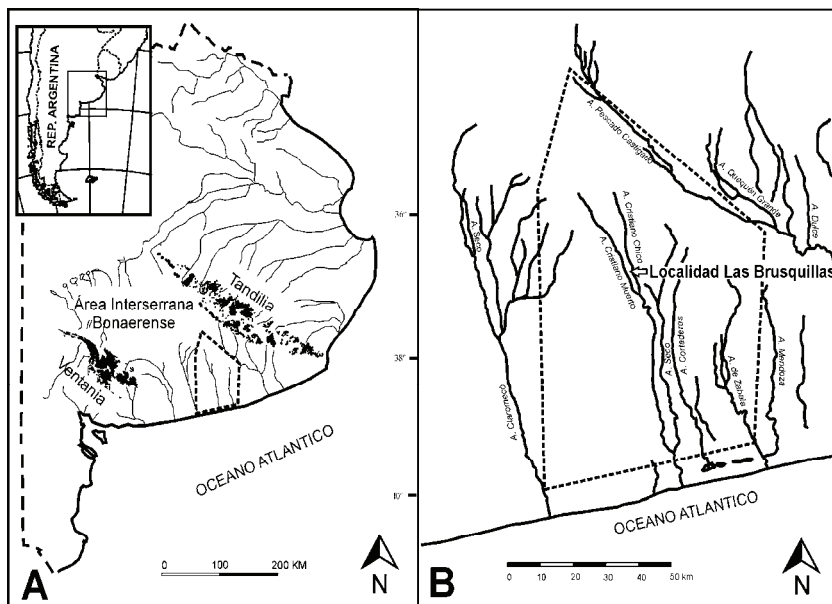 REP. ARGENTINA
36°
38°
Tandilia
Área Interserrana
Bonaerense
Ventania
OCEANO ATLANTICO
0 100 200 KM
A
N
A. Pescado Castigado
A. Quequén Grande
A. Dulce
A. Seco
A. Cristiano Chico
A. Cristiano Muerto
Localidad Las Brusquillas
A. Seco
A. Cortaderas
A. de Zabala
A. Mendoza
A. Claromecó
OCEANO ATLANTICO
0 10 20 30 40 50 km
B
N